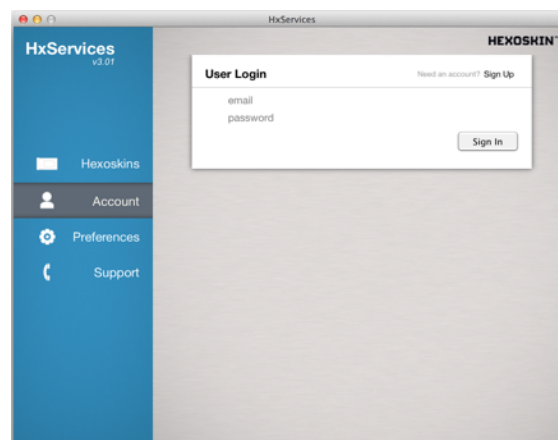 HxServices
HxServices
v3.01
HEXOSKIN™
User Login
Need an account? Sign Up
email
password
Sign In
Hexoskins
Account
Preferences
Support